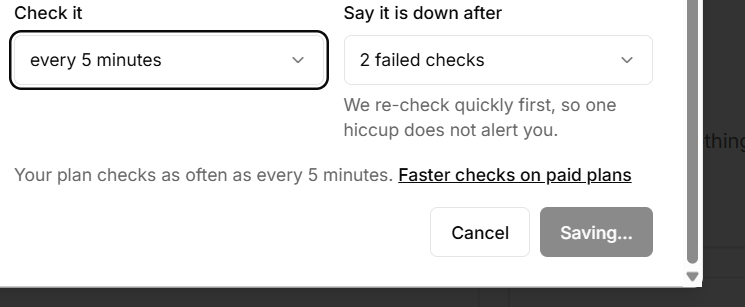 Check it
Say it is down after
every 5 minutes
2 failed checks
We re-check quickly first, so one
hiccup does not alert you.
Your plan checks as often as every 5 minutes. Faster checks on paid plans
Cancel
Saving...
thing